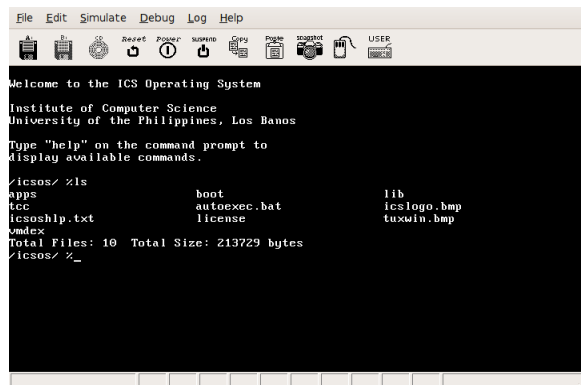 File Edit Simulate Debug Log Help
A: B: CD Reset Power SUSPEND Copy Paste snapshot USER
Welcome to the ICS Operating System
Institute of Computer Science
University of the Philippines, Los Banos
Type "help" on the command prompt to
display available commands.
/icsos/ %ls
apps boot lib
tcc autoexec.bat icslogo.bmp
icsoshlp.txt license tuxwin.bmp
vmdex
Total Files: 10 Total Size: 213729 bytes
/icsos/ %_